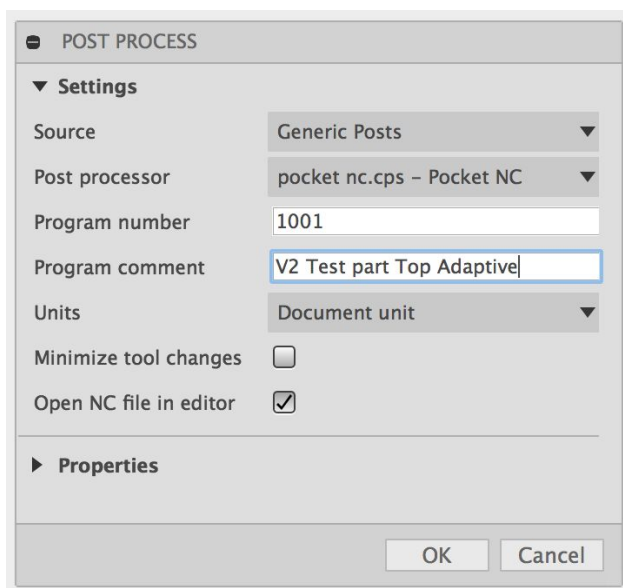 POST PROCESS
Settings
Source Generic Posts
Post processor pocket nc.cps – Pocket NC
Program number 1001
Program comment V2 Test part Top Adaptive
Units Document unit
Minimize tool changes
Open NC file in editor
Properties
OK Cancel